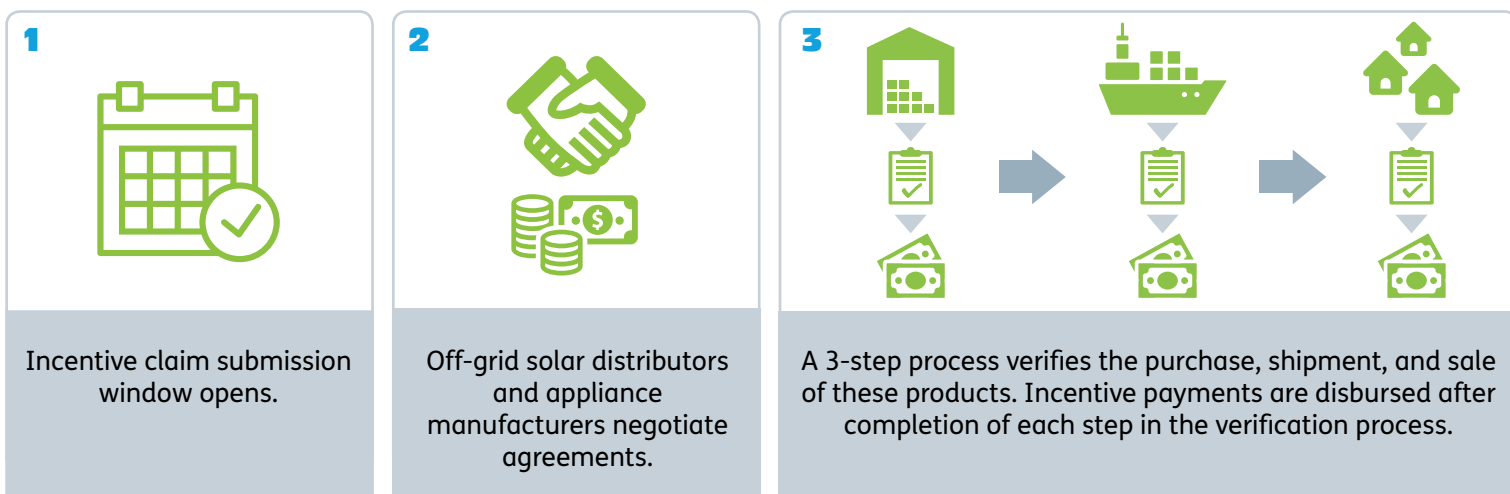 1
Incentive claim submission
window opens.
2
$
Off-grid solar distributors
and appliance
manufacturers negotiate
agreements.
3
A 3-step process verifies the purchase, shipment, and sale
of these products. Incentive payments are disbursed after
completion of each step in the verification process.